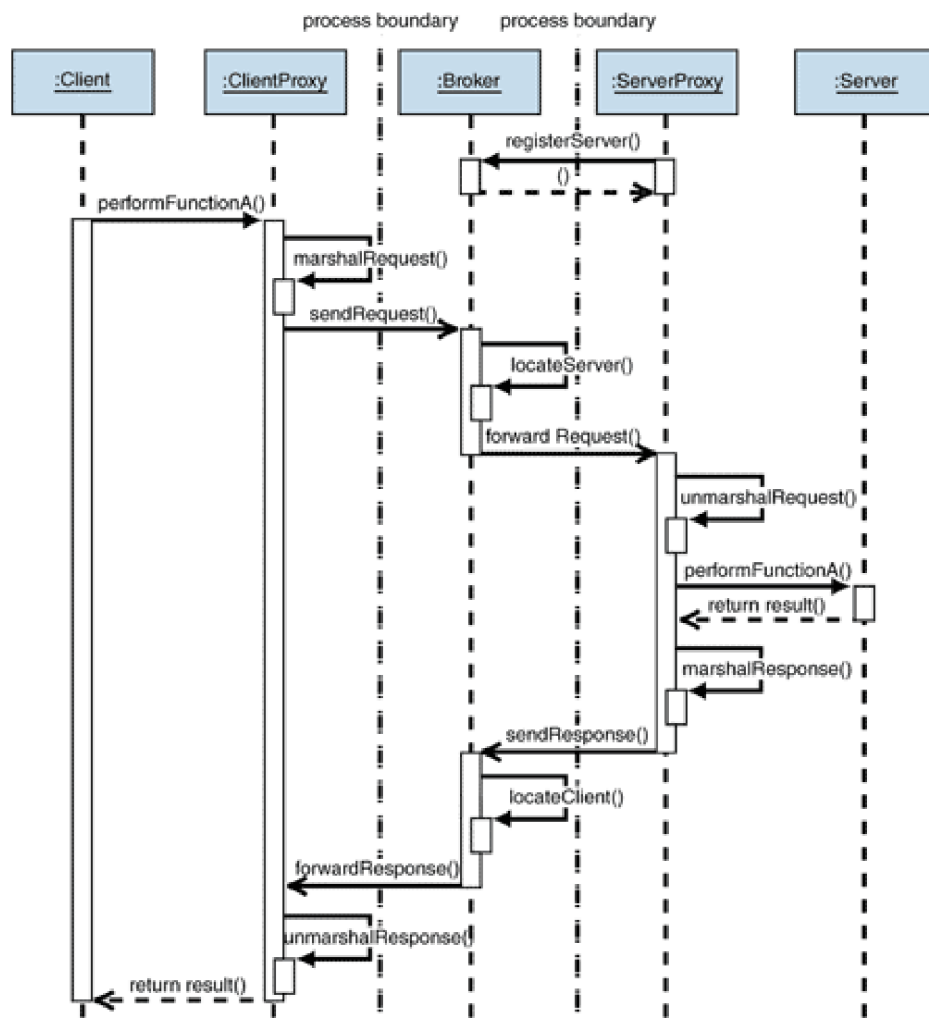 process boundary process boundary
:Client :ClientProxy :Broker :ServerProxy :Server
registerServer()
()
performFunctionA()
marshalRequest()
sendRequest()
locateServer()
forward Request()
unmarshalRequest()
performFunctionA()
return result()
marshalResponse()
sendResponse()
locateClient()
forwardResponse()
unmarshalResponse()
return result()